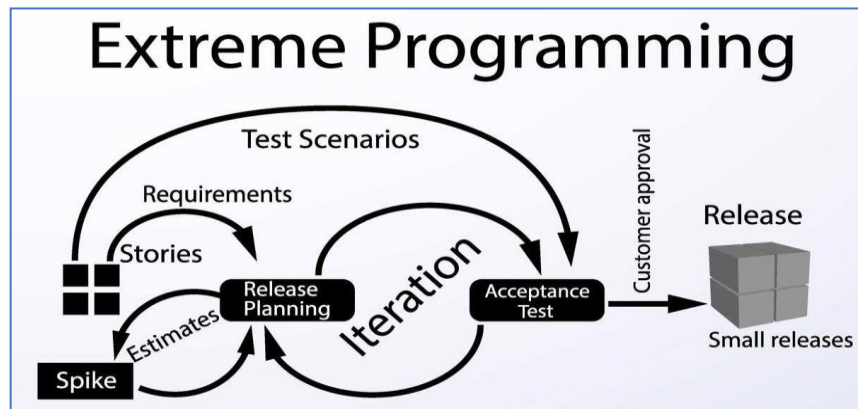 Extreme Programming
Test Scenarios
Requirements
Stories
Release
Planning
Iteration
Acceptance
Test
Customer approval
Release
Small releases
Estimates
Spike